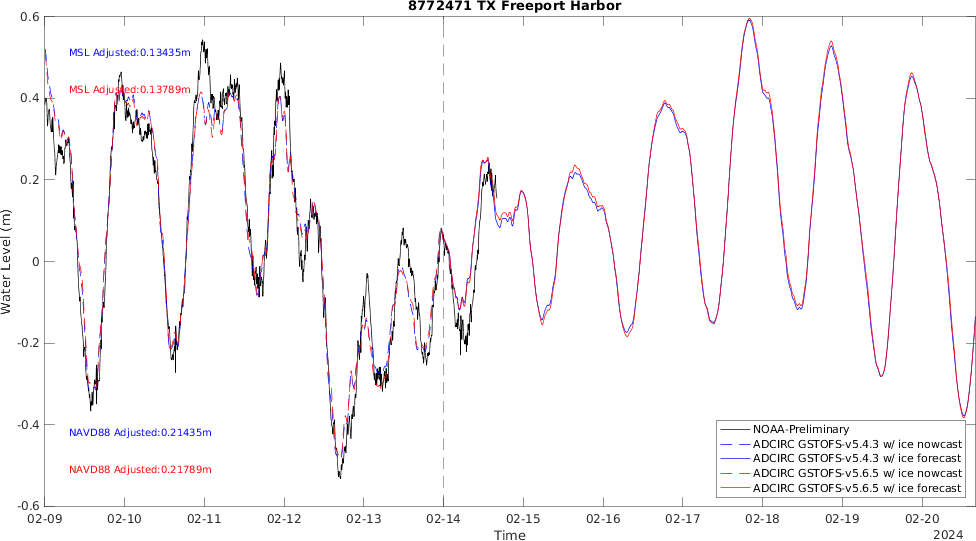 8772471 TX Freeport Harbor
0.6
MSL Adjusted:0.13435m
MSL Adjusted:0.13789m
0.4
0.2
0
-0.2
-0.4
-0.6
Water Level (m)
NAVD88 Adjusted:0.21435m
NAVD88 Adjusted:0.21789m
NOAA-Preliminary
ADCIRC GSTOFS-v5.4.3 w/ ice nowcast
ADCIRC GSTOFS-v5.4.3 w/ ice forecast
ADCIRC GSTOFS-v5.6.5 w/ ice nowcast
ADCIRC GSTOFS-v5.6.5 w/ ice forecast
02-09 02-10 02-11 02-12 02-13 02-14 02-15 02-16 02-17 02-18 02-19 02-20
Time
2024